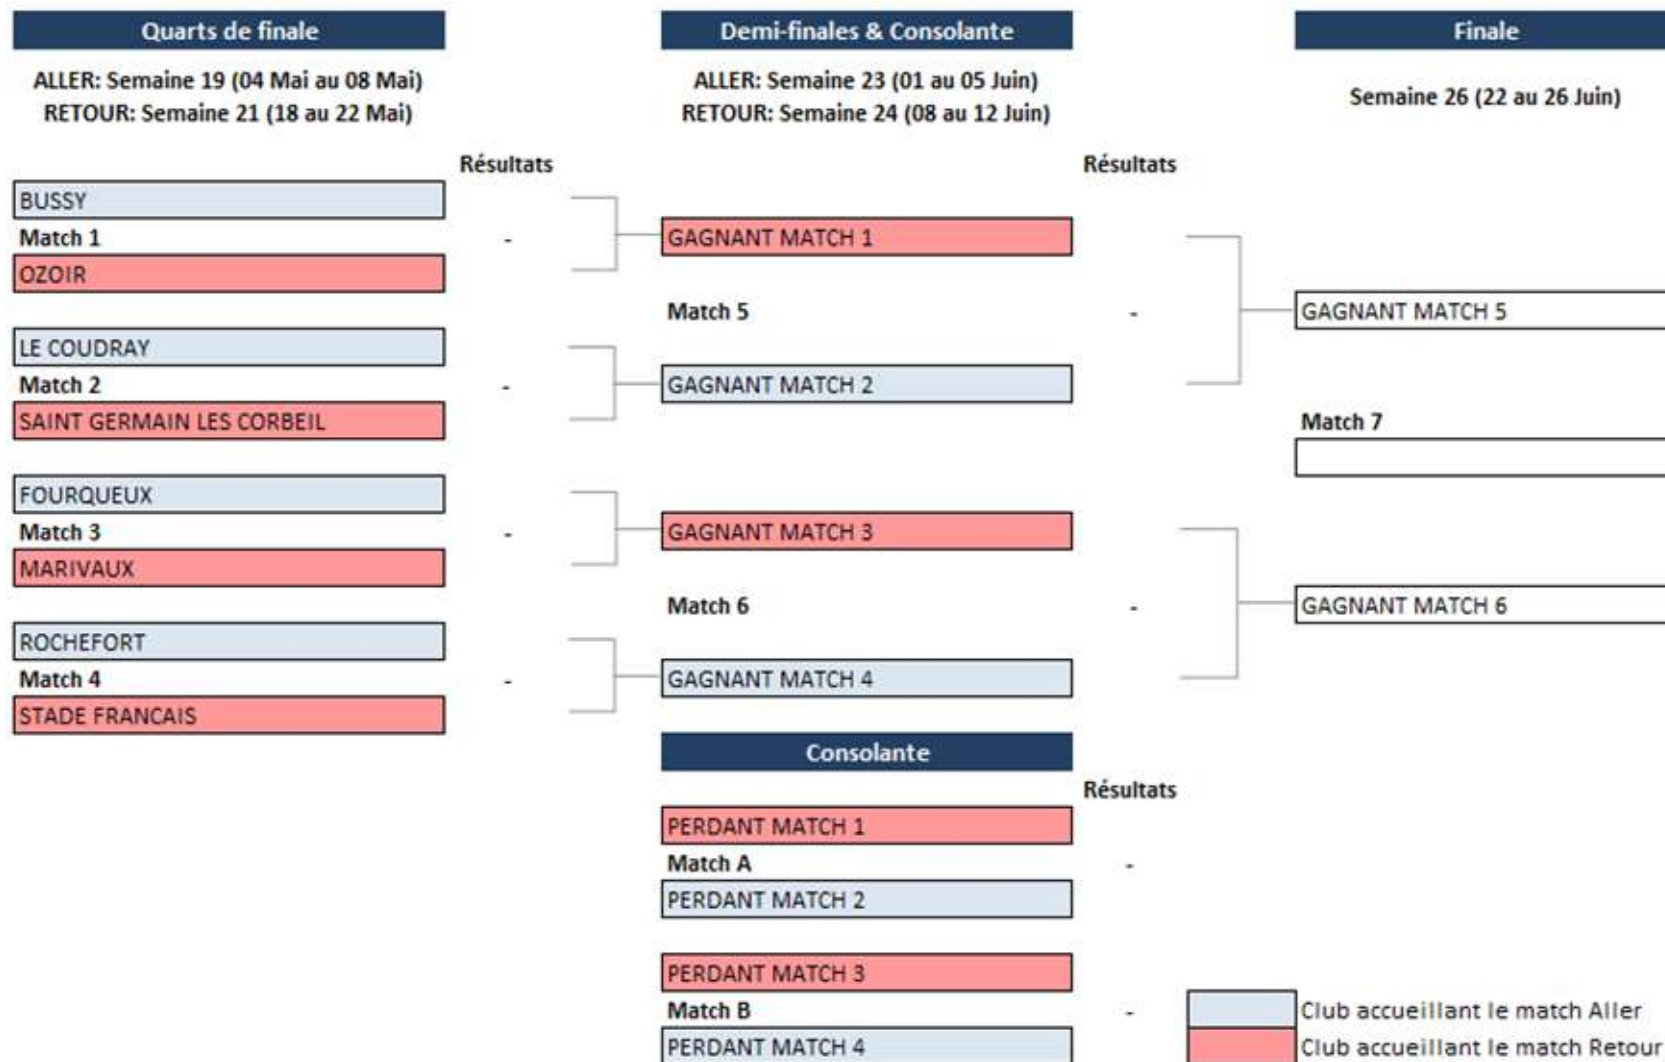 Quarts de finale
Demi-finales & Consolante
Finale
ALLER: Semaine 19 (04 Mai au 08 Mai)
RETOUR: Semaine 21 (18 au 22 Mai)
ALLER: Semaine 23 (01 au 05 Juin)
RETOUR: Semaine 24 (08 au 12 Juin)
Semaine 26 (22 au 26 Juin)
Résultats
Résultats
BUSSY
Match 1
-
OZOIR
GAGNANT MATCH 1
Match 5
-
GAGNANT MATCH 5
LE COUDRAY
Match 2
-
SAINT GERMAIN LES CORBEIL
GAGNANT MATCH 2
Match 7
FOURQUEUX
Match 3
-
MARIVAUX
GAGNANT MATCH 3
Match 6
-
GAGNANT MATCH 6
ROCHEFORT
Match 4
-
STADE FRANCAIS
GAGNANT MATCH 4
Consolante
Résultats
PERDANT MATCH 1
Match A
-
PERDANT MATCH 2
PERDANT MATCH 3
Match B
-
PERDANT MATCH 4
Club accueillant le match Aller
Club accueillant le match Retour